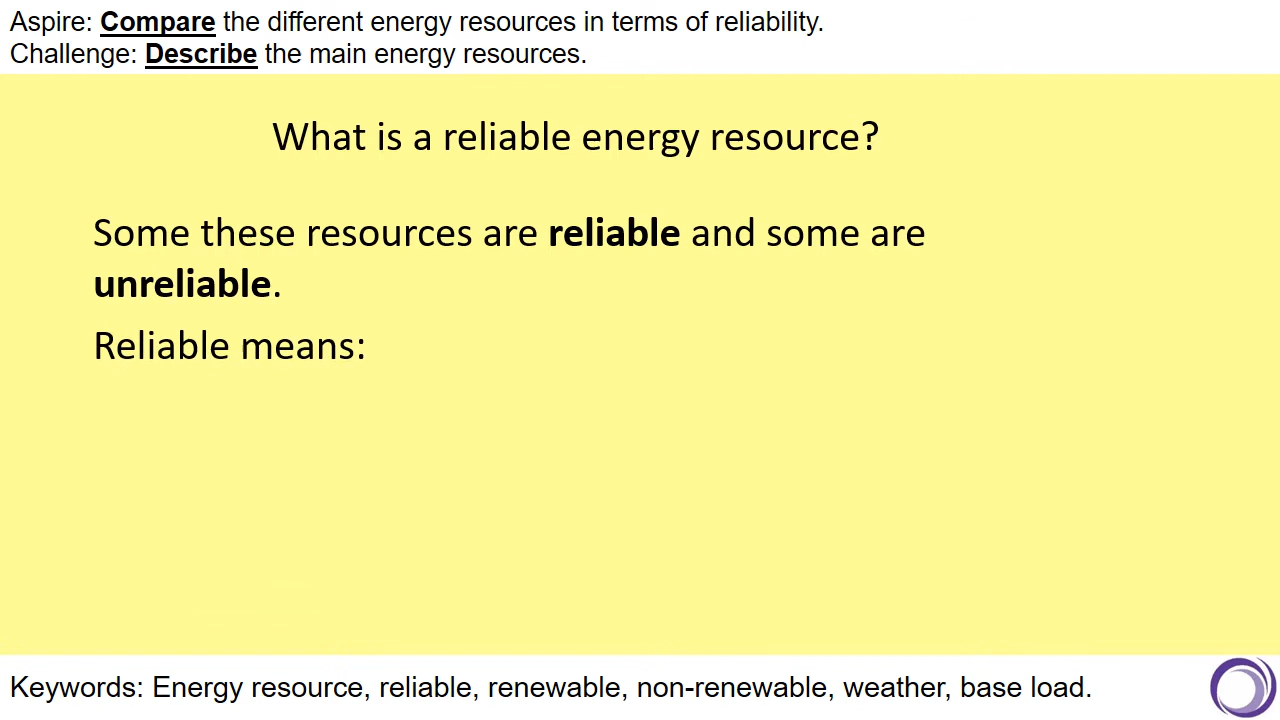 Aspire: Compare the different energy resources in terms of reliability.
Challenge: Describe the main energy resources.
What is a reliable energy resource?
Some these resources are reliable and some are
unreliable.
Reliable means:
Keywords: Energy resource, reliable, renewable, non-renewable, weather, base load.